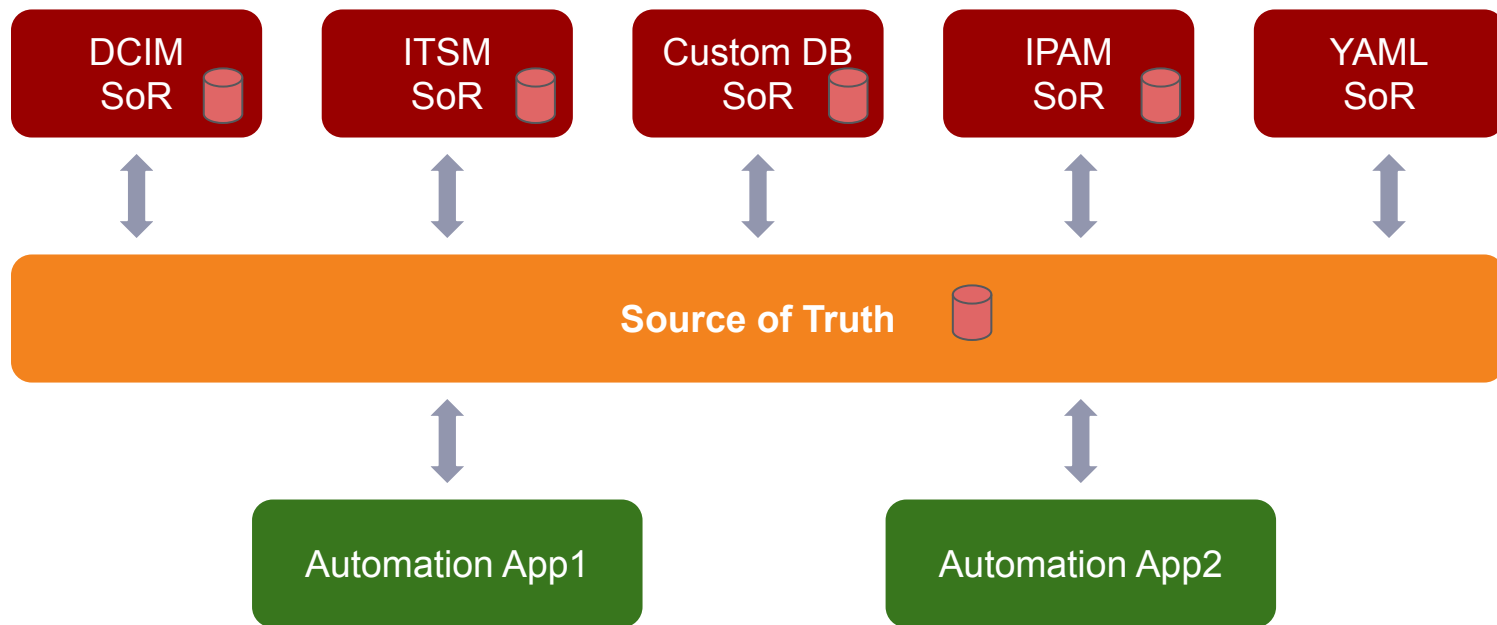 DCIM
SoR
ITSM
SoR
Custom DB
SoR
IPAM
SoR
YAML
SoR
Source of Truth
Automation App1
Automation App2